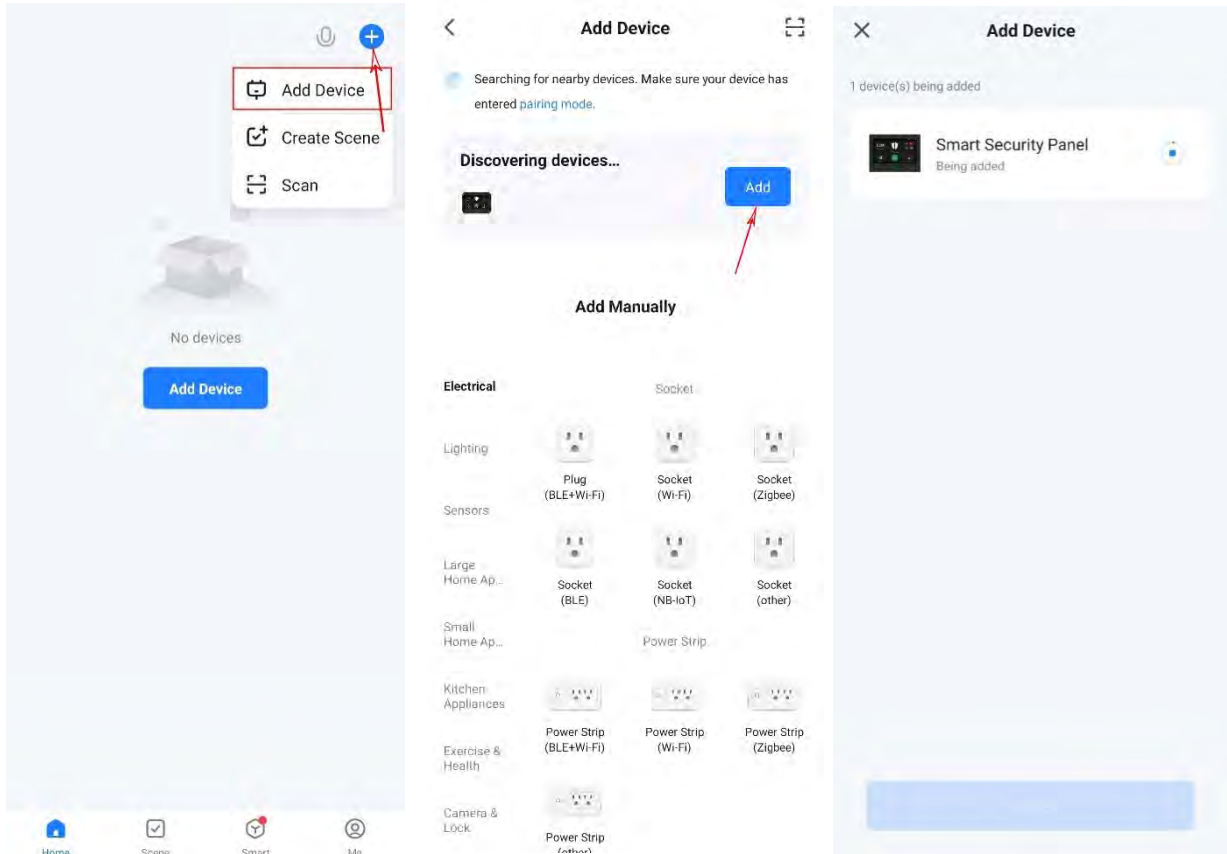 Add Device
Create Scene
Scan
No devices
Add Device
Home
Scene
Smart
Me
Add Device
Searching for nearby devices. Make sure your device has
entered pairing mode.
Discovering devices...
Add
Add Manually
Electrical
Lighting
Sensors
Large
Home Ap...
Small
Home Ap...
Kitchen
Appliances
Exercise &
Health
Camera &
Lock
Socket
Plug
(BLE+Wi-Fi)
Socket
(Wi-Fi)
Socket
(Zigbee)
Socket
(BLE)
Socket
(NB-IoT)
Socket
(other)
Power Strip
Power Strip
(BLE+Wi-Fi)
Power Strip
(Wi-Fi)
Power Strip
(Zigbee)
Power Strip
(other)
Add Device
1 device(s) being added
Smart Security Panel
Being added